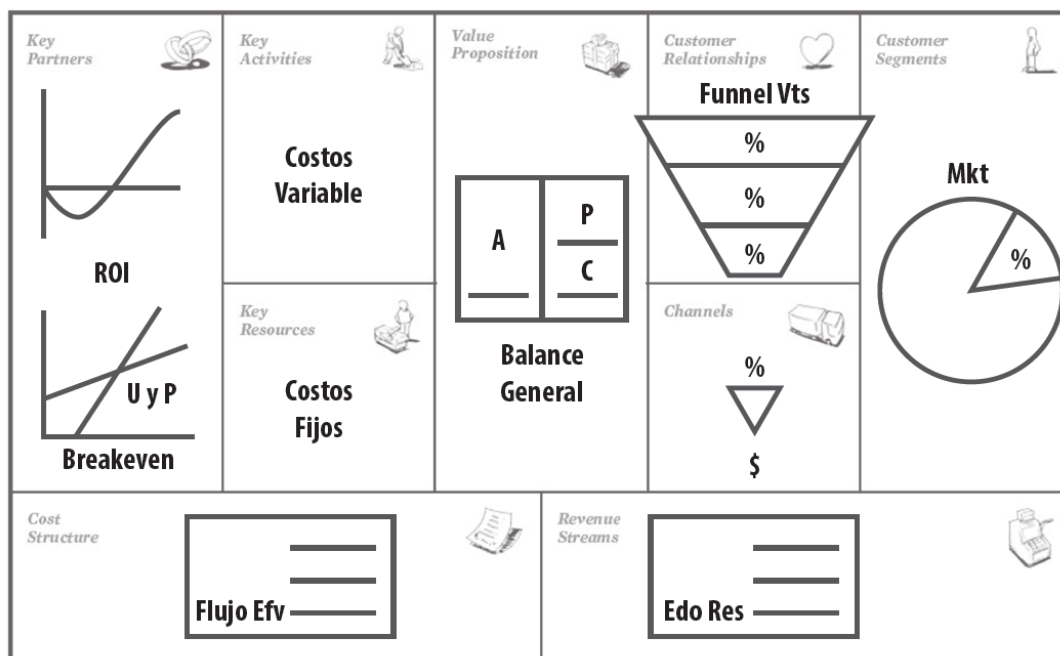 Key
Partners
ROI
U y P
Breakeven
Key
Activities
Costos
Variable
Key
Resources
Costos
Fijos
Value
Proposition
A
P
C
Balance
General
Customer
Relationships
Funnel Vts
%
%
%
Channels
%
$
Customer
Segments
Mkt
%
Cost
Structure
Flujo Efv
Revenue
Streams
Edo Res